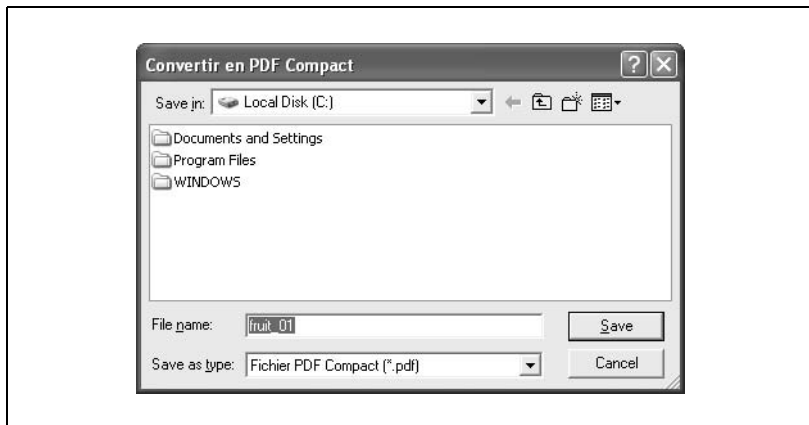 Convertir en PDF Compact
Save in: Local Disk (C:)
Documents and Settings
Program Files
WINDOWS
File name: fruit_01 Save
Save as type: Fichier PDF Compact (*.pdf) Cancel